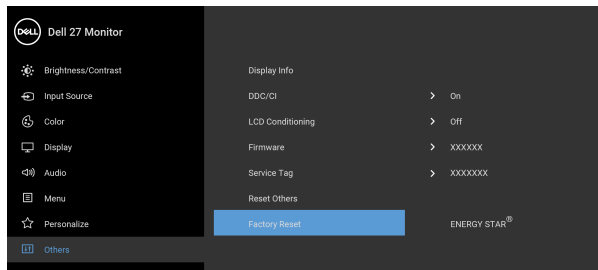 DELL Dell 27 Monitor
Brightness/Contrast
Display Info
Input Source
DDC/CI > On
Color
LCD Conditioning > Off
Display
Firmware > XXXXXX
Audio
Service Tag > XXXXXXX
Menu
Reset Others
Personalize
Factory Reset ENERGY STAR®
Others